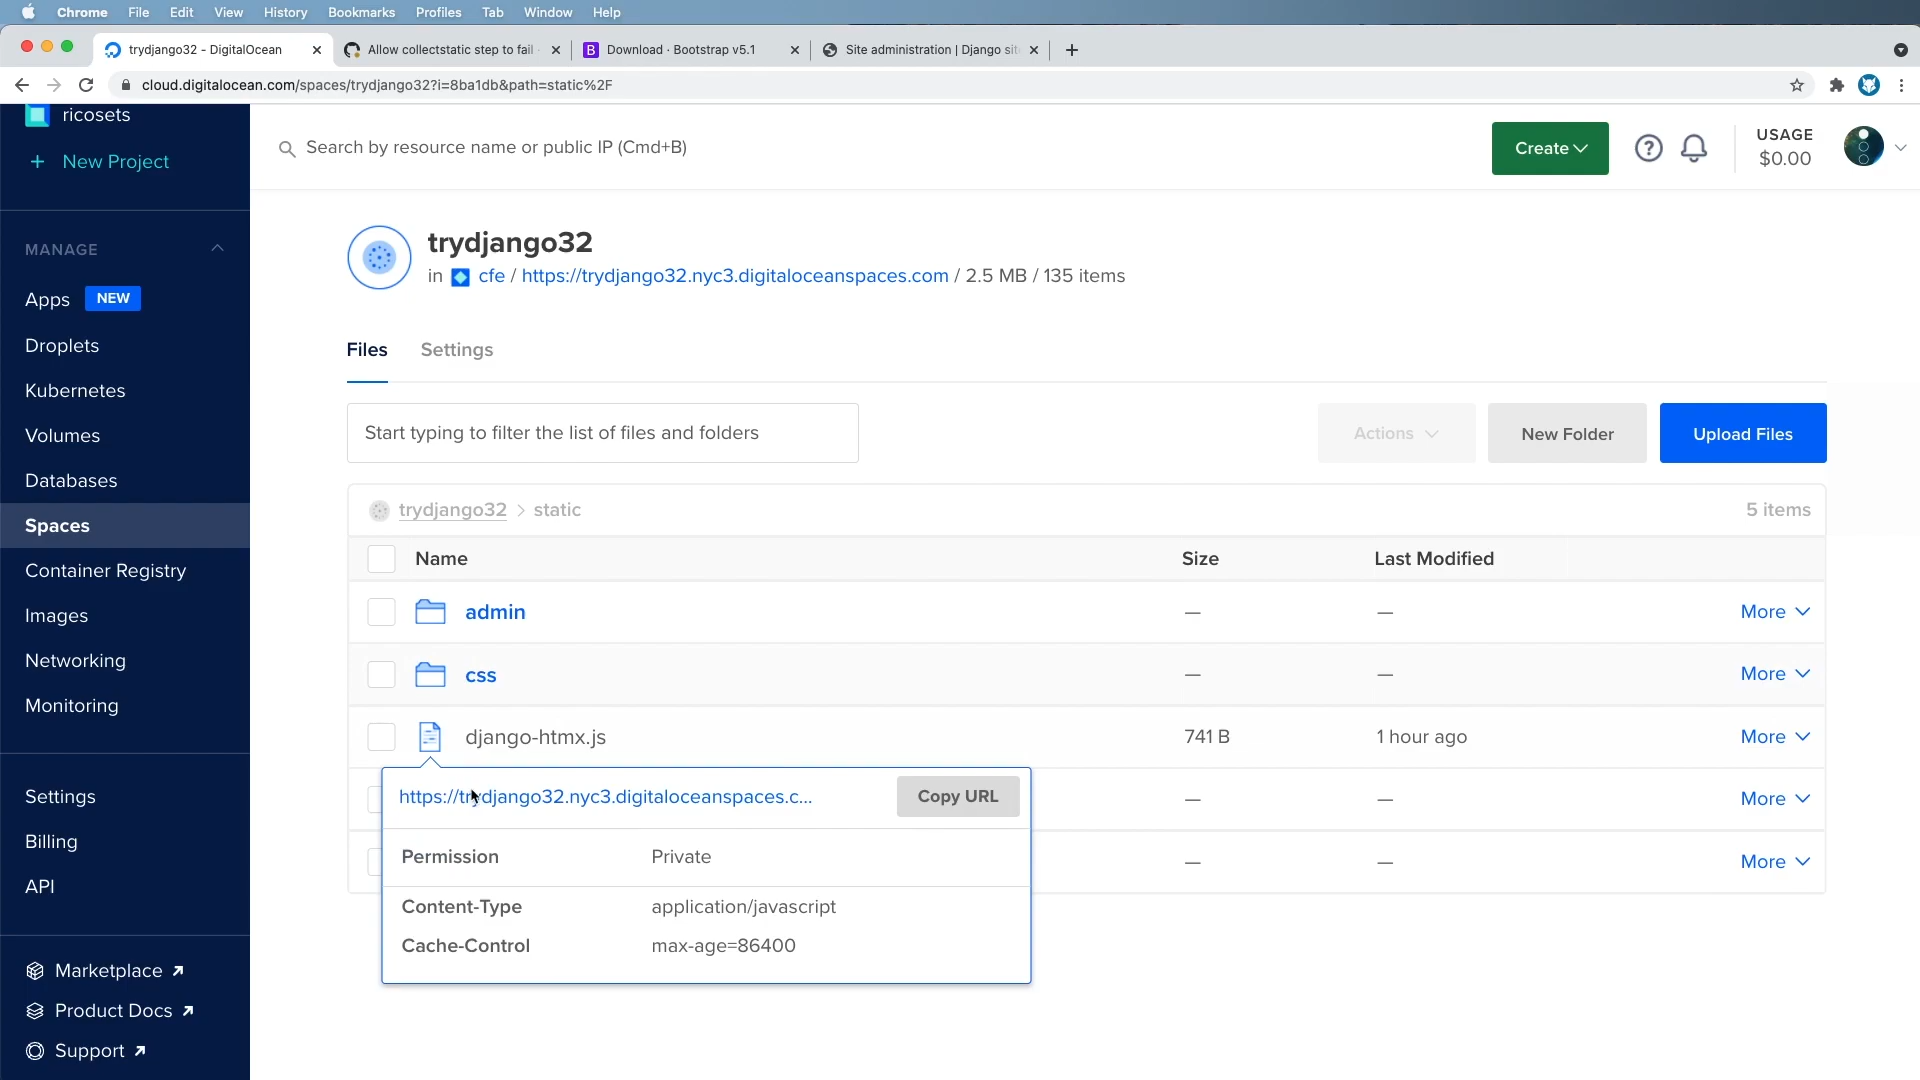 Chrome File Edit View History Bookmarks Profiles Tab Window Help
trydjango32 - DigitalOcean
Allow collectstatic step to fail
Download · Bootstrap v5.1
Site administration | Django sit
cloud.digitalocean.com/spaces/trydjango32?i=8ba1db&path=static%2F
ricosets
+ New Project
MANAGE
Apps NEW
Droplets
Kubernetes
Volumes
Databases
Spaces
Container Registry
Images
Networking
Monitoring
Settings
Billing
API
Marketplace
Product Docs
Support
Search by resource name or public IP (Cmd+B)
Create
USAGE
$0.00
trydjango32
in cfe / https://trydjango32.nyc3.digitaloceanspaces.com / 2.5 MB / 135 items
Files Settings
Start typing to filter the list of files and folders
Actions
New Folder
Upload Files
trydjango32 > static 5 items
Name Size Last Modified
admin — — More
css — — More
django-htmx.js 741 B 1 hour ago More
— — More
— — More
https://trydjango32.nyc3.digitaloceanspaces.c... Copy URL
Permission Private
Content-Type application/javascript
Cache-Control max-age=86400